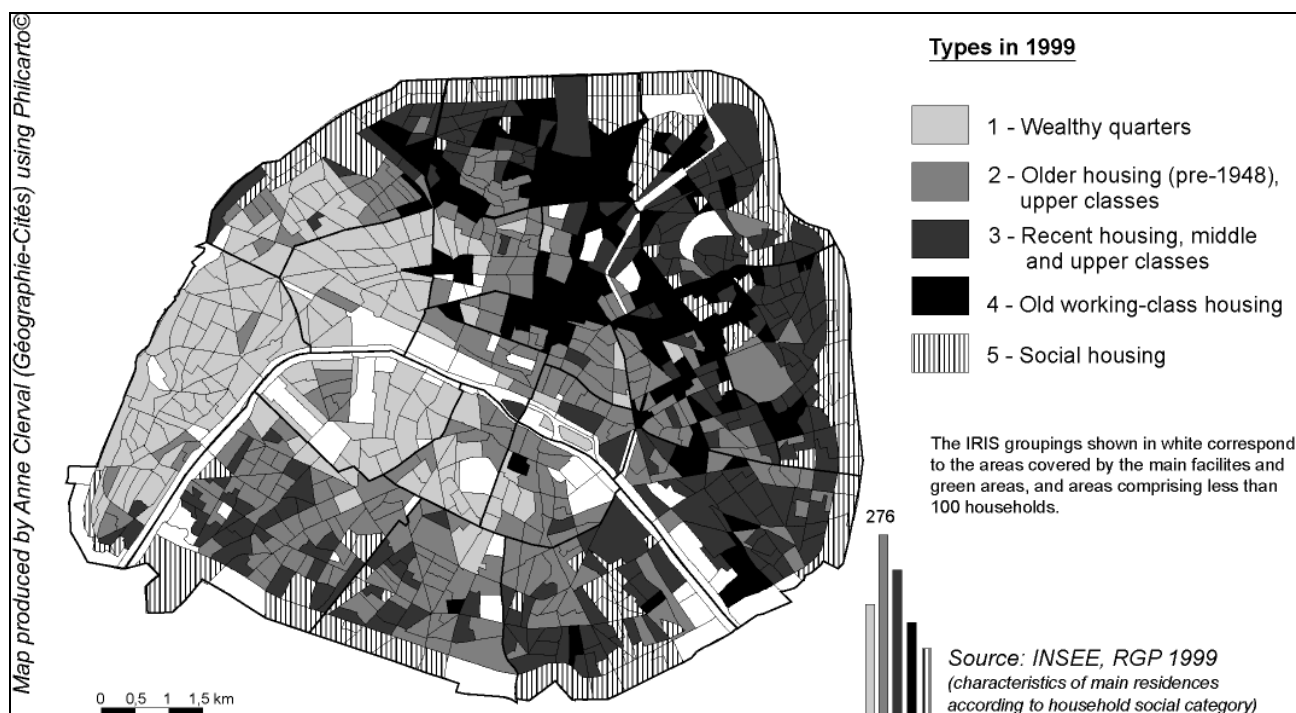 Map produced by Anne Clerval (Géographie-Cités) using Philcarto©
Types in 1999
1 - Wealthy quarters
2 - Older housing (pre-1948),
upper classes
3 - Recent housing, middle
and upper classes
4 - Old working-class housing
5 - Social housing
The IRIS groupings shown in white correspond
to the areas covered by the main facilites and
green areas, and areas comprising less than
100 households.
276
Source: INSEE, RGP 1999
(characteristics of main residences
according to household social category)
0 0,5 1 1,5 km